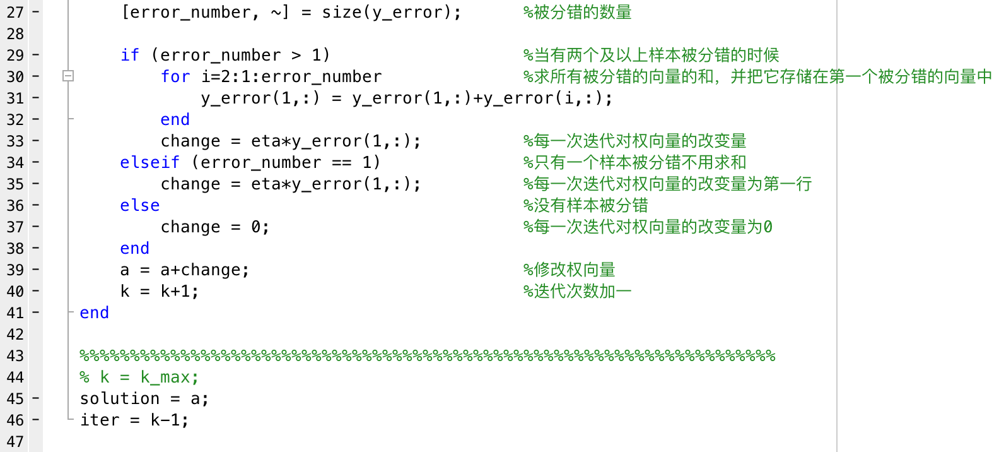 27 - [error_number, ~] = size(y_error); %被分错的数量
28
29 - if (error_number > 1) %当有两个及以上样本被分错的时候
30 - for i=2:1:error_number %求所有被分错的向量的和，并把它存储在第一个被分错的向量中
31 - y_error(1,:) = y_error(1,:)+y_error(i,:);
32 - end
33 - change = eta*y_error(1,:); %每一次迭代对权向量的改变量
34 - elseif (error_number == 1) %只有一个样本被分错不用求和
35 - change = eta*y_error(1,:); %每一次迭代对权向量的改变量为第一行
36 - else %没有样本被分错
37 - change = 0; %每一次迭代对权向量的改变量为0
38 - end
39 - a = a+change; %修改权向量
40 - k = k+1; %迭代次数加一
41 - end
42
43 %%%%%%%%%%%%%%%%%%%%%%%%%%%%%%%%%%%%%%%%%%%%%%%%%%%%%%%%%%%%%%%%%%%%%%%
44 % k = k_max;
45 - solution = a;
46 - iter = k-1;
47